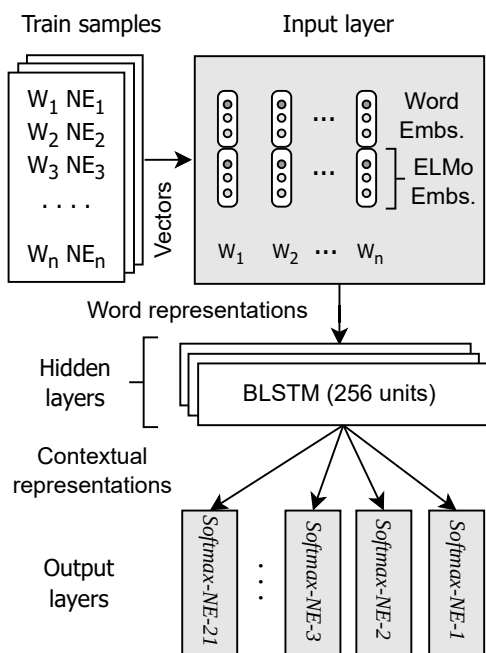 Train samples
Input layer
W1 NE1
W2 NE2
W3 NE3
. . . .
Wn NEn
Vectors
Word
Embs.
...
ELMo
Embs.
...
W1 W2 ... Wn
Word representations
Hidden
layers
BLSTM (256 units)
Contextual
representations
Output
layers
Softmax-NE-21
. . .
Softmax-NE-3
Softmax-NE-2
Softmax-NE-1